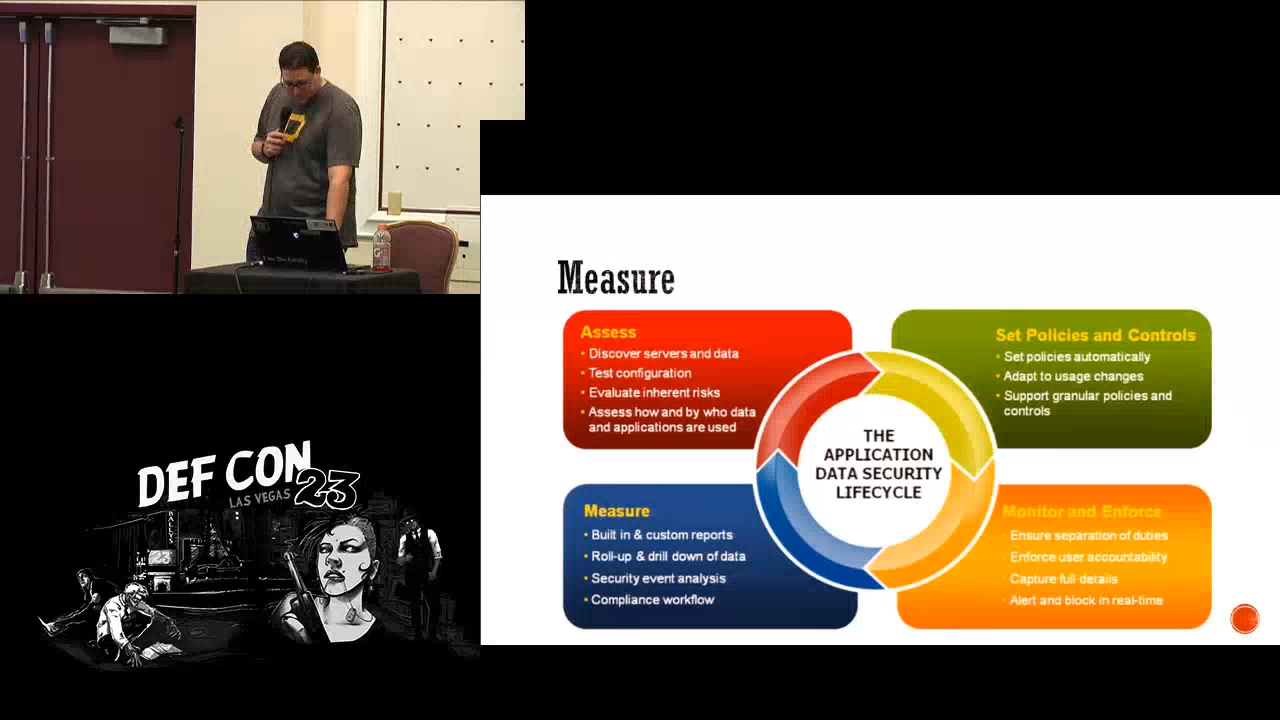 Measure
Assess
• Discover servers and data
• Test configuration
• Evaluate inherent risks
• Assess how and by who data
and applications are used
Set Policies and Controls
• Set policies automatically
• Adapt to usage changes
• Support granular policies and
controls
THE
APPLICATION
DATA SECURITY
LIFECYCLE
Measure
• Built in & custom reports
• Roll-up & drill down of data
• Security event analysis
• Compliance workflow
Monitor and Enforce
• Ensure separation of duties
• Enforce user accountability
• Capture full details
• Alert and block in real-time
DEF CON
LAS VEGAS 23
BALLY'S
23